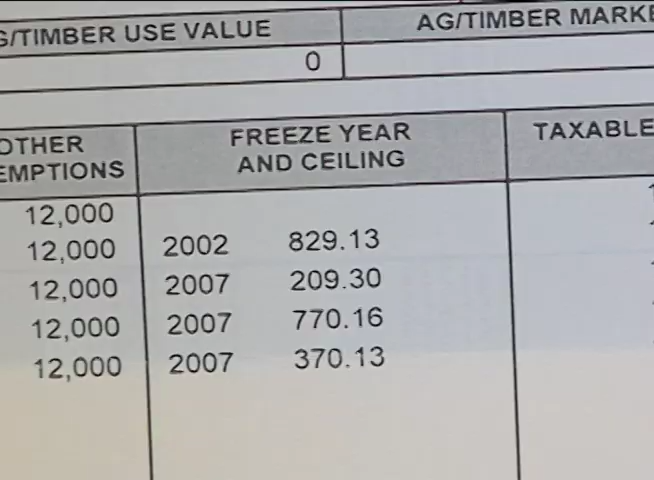 G/TIMBER USE VALUE AG/TIMBER MARKE
0
OTHER FREEZE YEAR TAXABLE
EMPTIONS AND CEILING
12,000
12,000 2002 829.13
12,000 2007 209.30
12,000 2007 770.16
12,000 2007 370.13